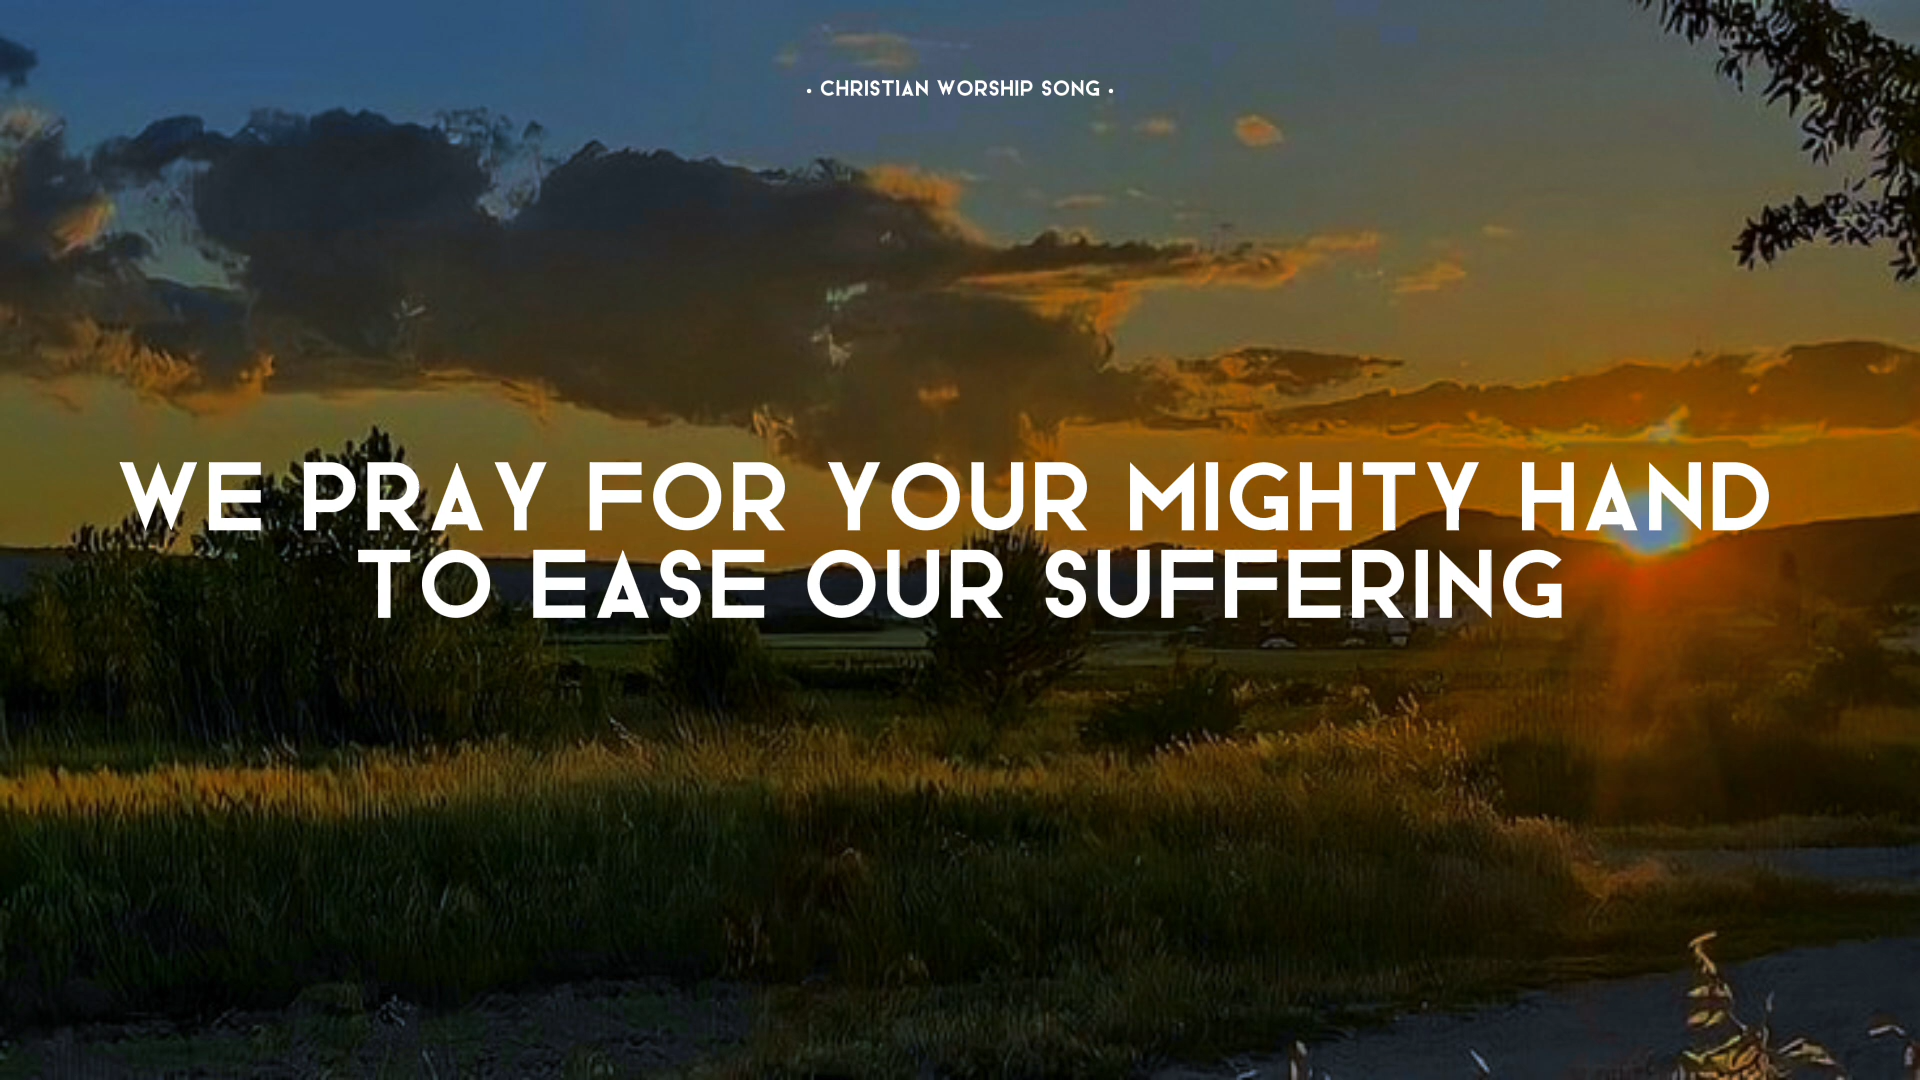 • CHRISTIAN WORSHIP SONG •
WE PRAY FOR YOUR MIGHTY HAND
TO EASE OUR SUFFERING